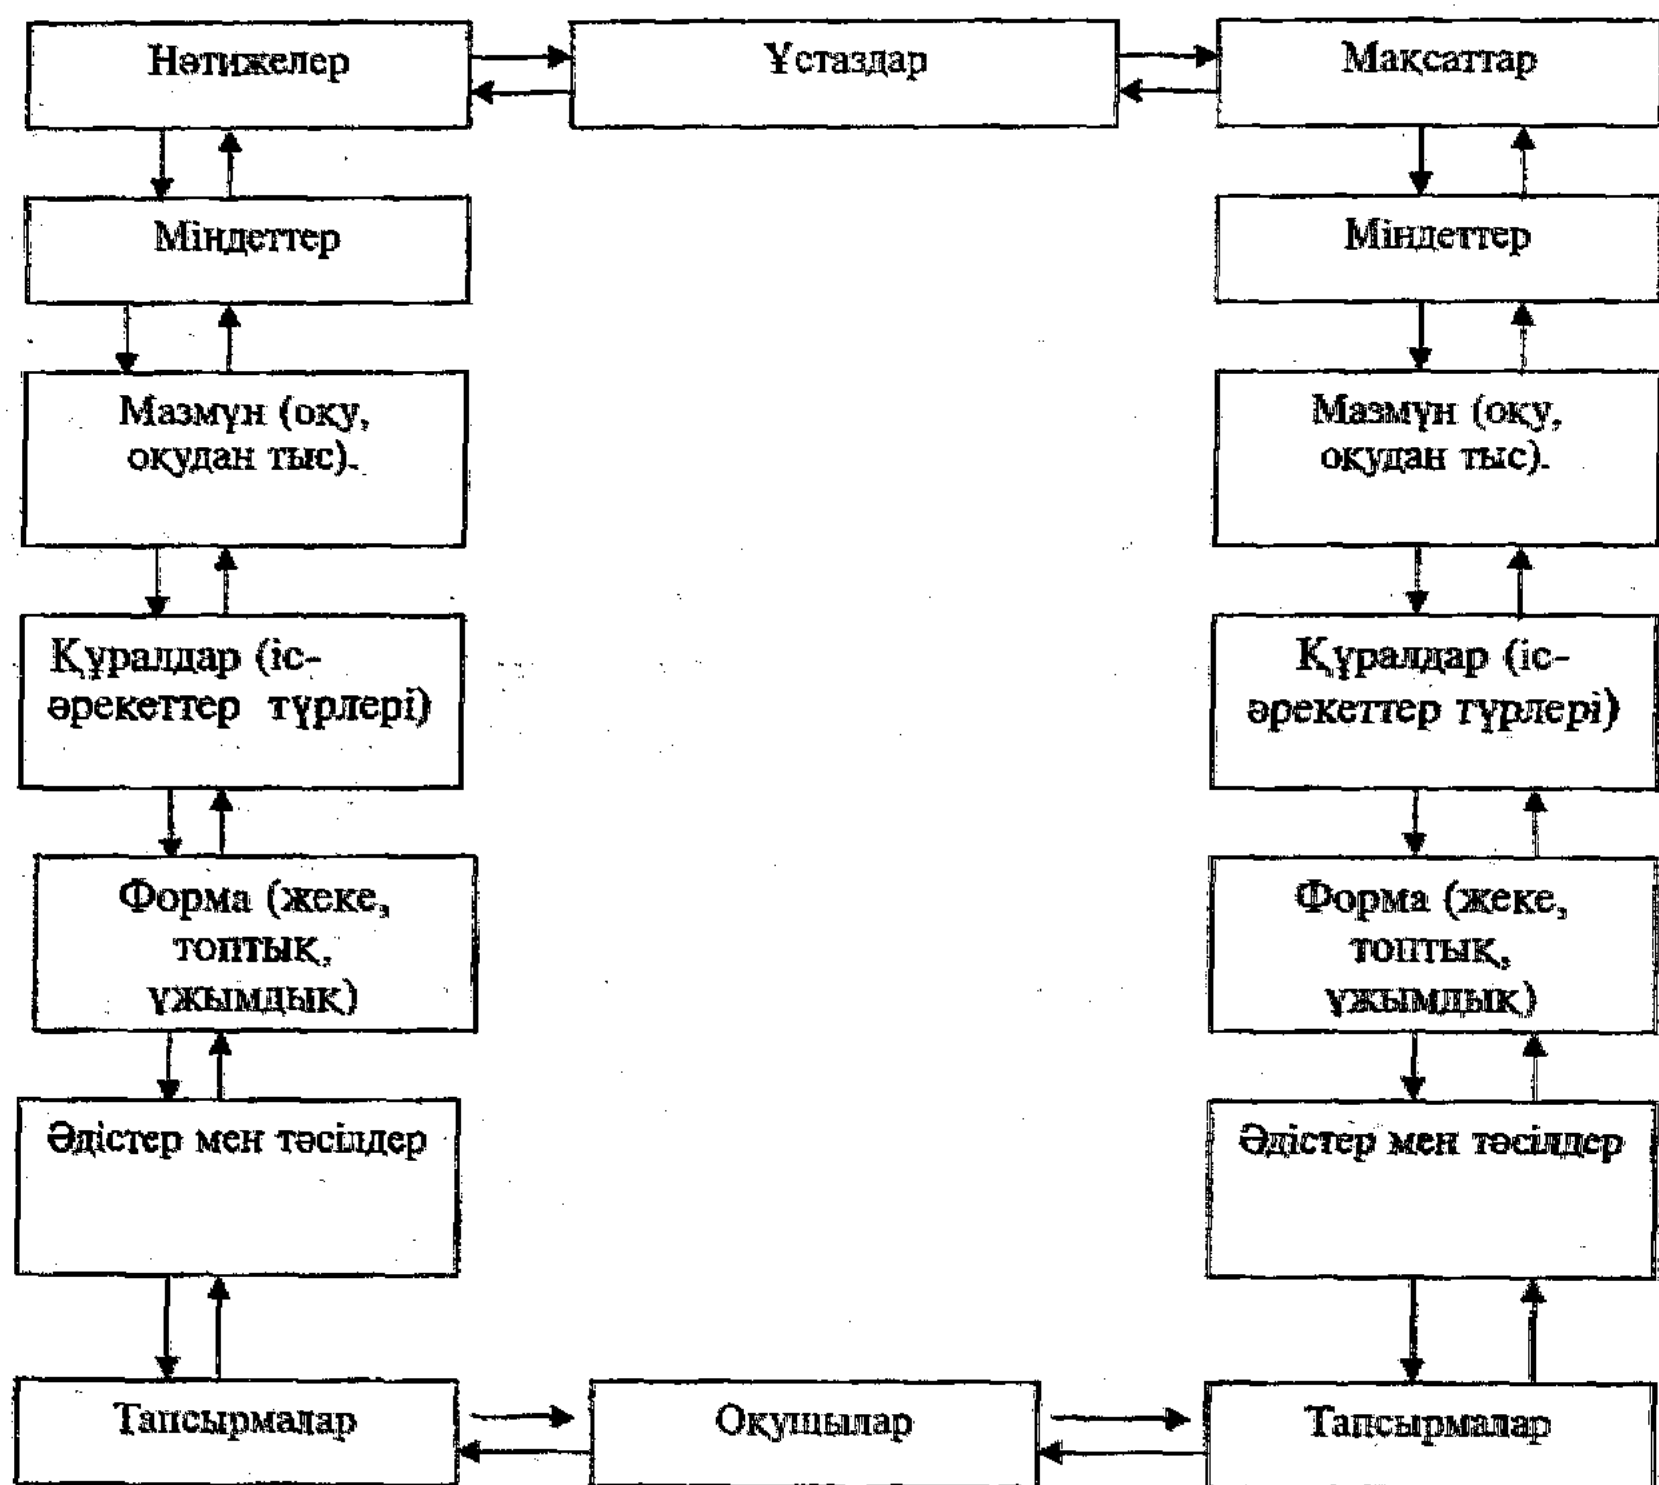 Нәтижелер
Ұстаздар
Мақсаттар
Міндеттер
Міндеттер
Мазмұн (оқу,
оқудан тыс).
Мазмұн (оқу,
оқудан тыс).
Құралдар (іс-
әрекеттер түрлері)
Құралдар (іс-
әрекеттер түрлері)
Форма (жеке,
топтық,
ұжымдық)
Форма (жеке,
топтық,
ұжымдық)
Әдістер мен тәсілдер
Әдістер мен тәсілдер
Тапсырмалар
Оқушылар
Тапсырмалар